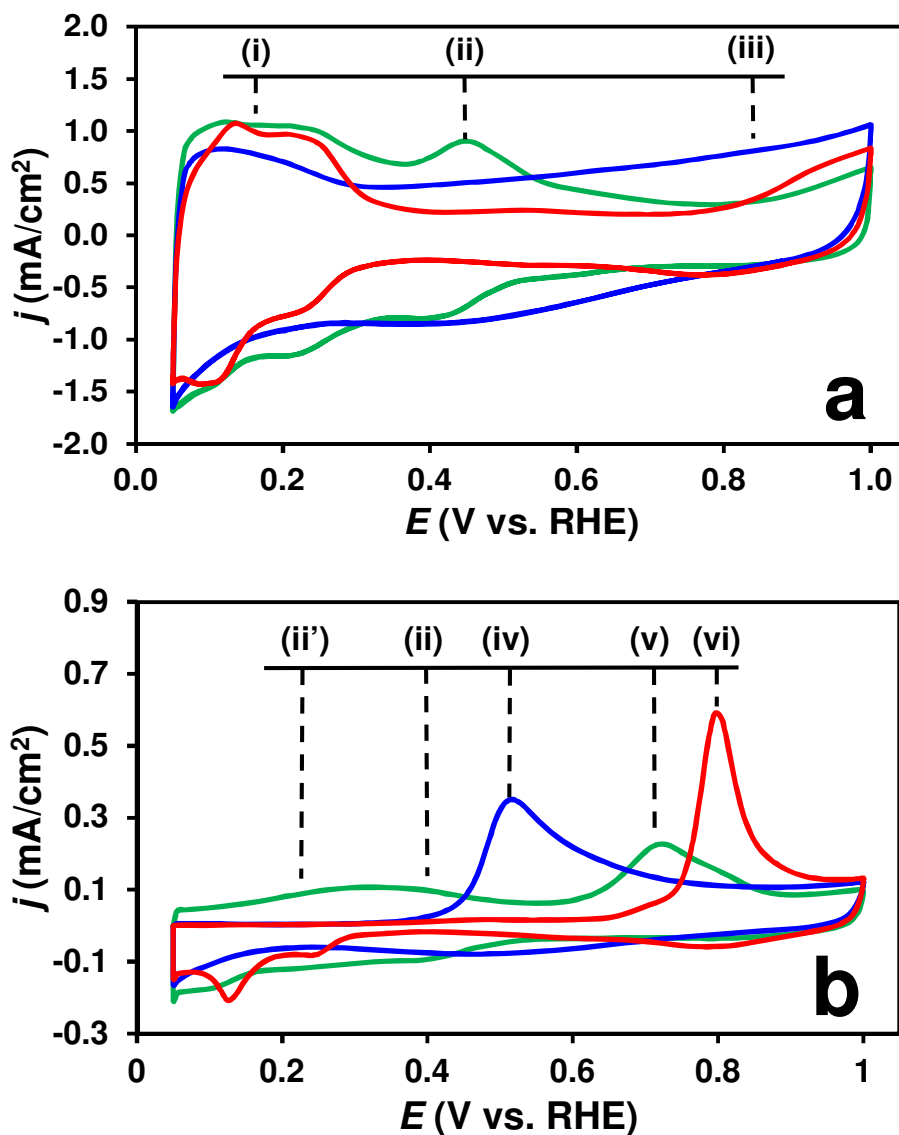 2.0
1.5
1.0
0.5
0.0
-0.5
-1.0
-1.5
-2.0
j (mA/cm²)
(i) (ii) (iii)
a
0.0 0.2 0.4 0.6 0.8 1.0
E (V vs. RHE)
0.9
0.7
0.5
0.3
0.1
-0.1
-0.3
j (mA/cm²)
(ii') (ii) (iv) (v) (vi)
b
0 0.2 0.4 0.6 0.8 1
E (V vs. RHE)